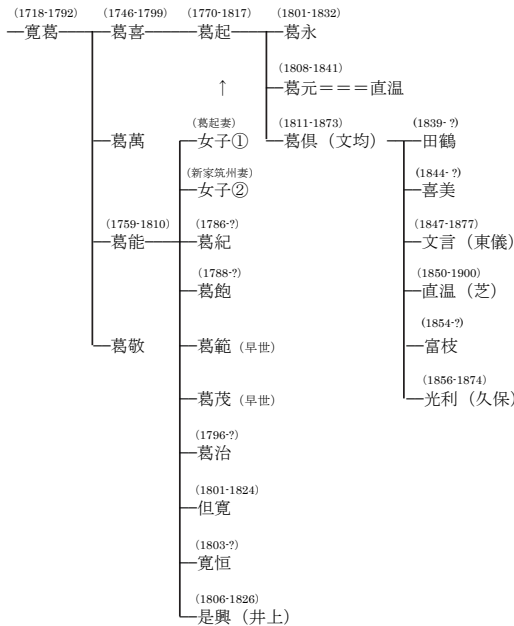 (1718-1792) (1746-1799) (1770-1817) (1801-1832)
寛葛 葛喜 葛起 葛永
(1808-1841)
↑ 葛元===直温
(葛起妻) (1811-1873) (1839-?)
葛萬 女子① 葛倶(文均) 田鶴
(新家筑州妻) (1844-?)
女子② 喜美
(1759-1810) (1786-?) (1847-1877)
葛能 葛紀 文言(東儀)
(1788-?) (1850-1900)
葛飽 直温(芝)
(1854-?)
葛敬 葛範(早世) 富枝
(1856-1874)
葛茂(早世) 光利(久保)
(1796-?)
葛治
(1801-1824)
但寛
(1803-?)
寛恒
(1806-1826)
是興(井上)